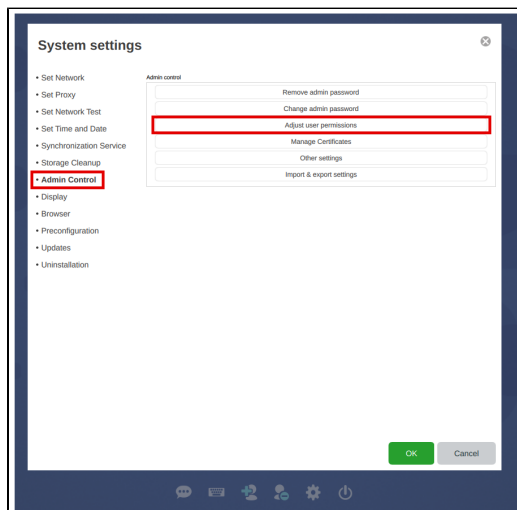 System settings
• Set Network
• Set Proxy
• Set Network Test
• Set Time and Date
• Synchronization Service
• Storage Cleanup
• Admin Control
• Display
• Browser
• Preconfiguration
• Updates
• Uninstallation
Admin control
Remove admin password
Change admin password
Adjust user permissions
Manage Certificates
Other settings
Import & export settings
OK
Cancel